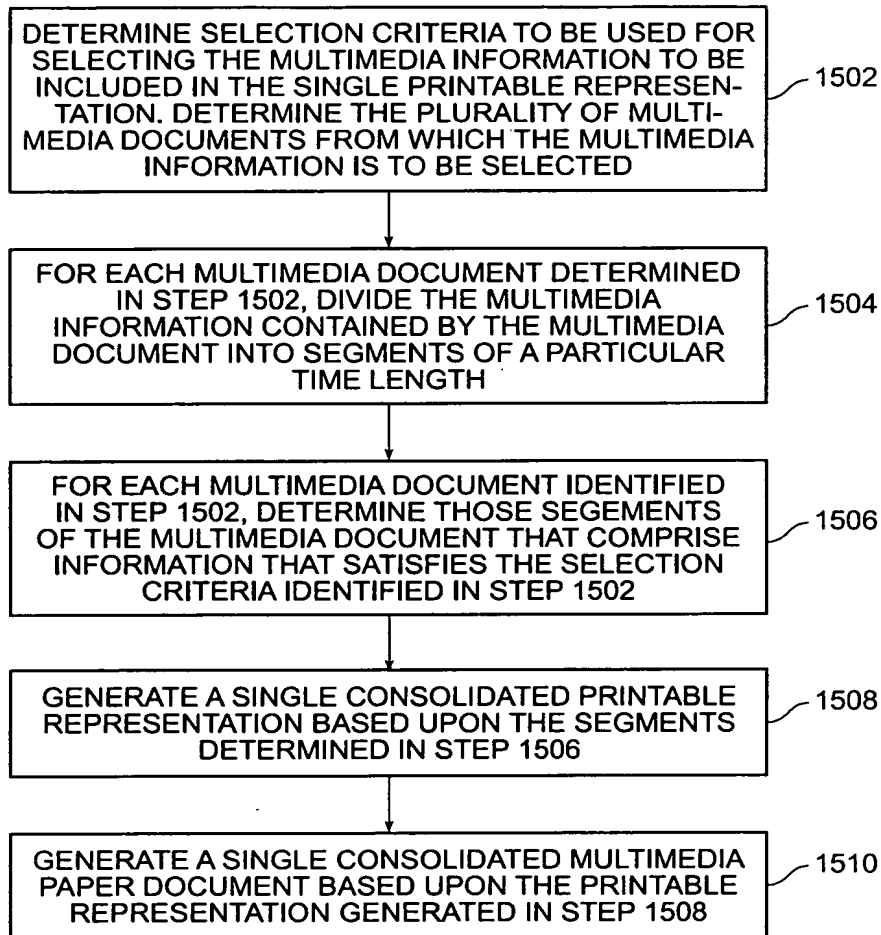 DETERMINE SELECTION CRITERIA TO BE USED FOR
SELECTING THE MULTIMEDIA INFORMATION TO BE
INCLUDED IN THE SINGLE PRINTABLE REPRESEN-
TATION. DETERMINE THE PLURALITY OF MULTI-
MEDIA DOCUMENTS FROM WHICH THE MULTIMEDIA
INFORMATION IS TO BE SELECTED
1502
FOR EACH MULTIMEDIA DOCUMENT DETERMINED
IN STEP 1502, DIVIDE THE MULTIMEDIA
INFORMATION CONTAINED BY THE MULTIMEDIA
DOCUMENT INTO SEGMENTS OF A PARTICULAR
TIME LENGTH
1504
FOR EACH MULTIMEDIA DOCUMENT IDENTIFIED
IN STEP 1502, DETERMINE THOSE SEGEMENTS
OF THE MULTIMEDIA DOCUMENT THAT COMPRISE
INFORMATION THAT SATISFIES THE SELECTION
CRITERIA IDENTIFIED IN STEP 1502
1506
GENERATE A SINGLE CONSOLIDATED PRINTABLE
REPRESENTATION BASED UPON THE SEGMENTS
DETERMINED IN STEP 1506
1508
GENERATE A SINGLE CONSOLIDATED MULTIMEDIA
PAPER DOCUMENT BASED UPON THE PRINTABLE
REPRESENTATION GENERATED IN STEP 1508
1510